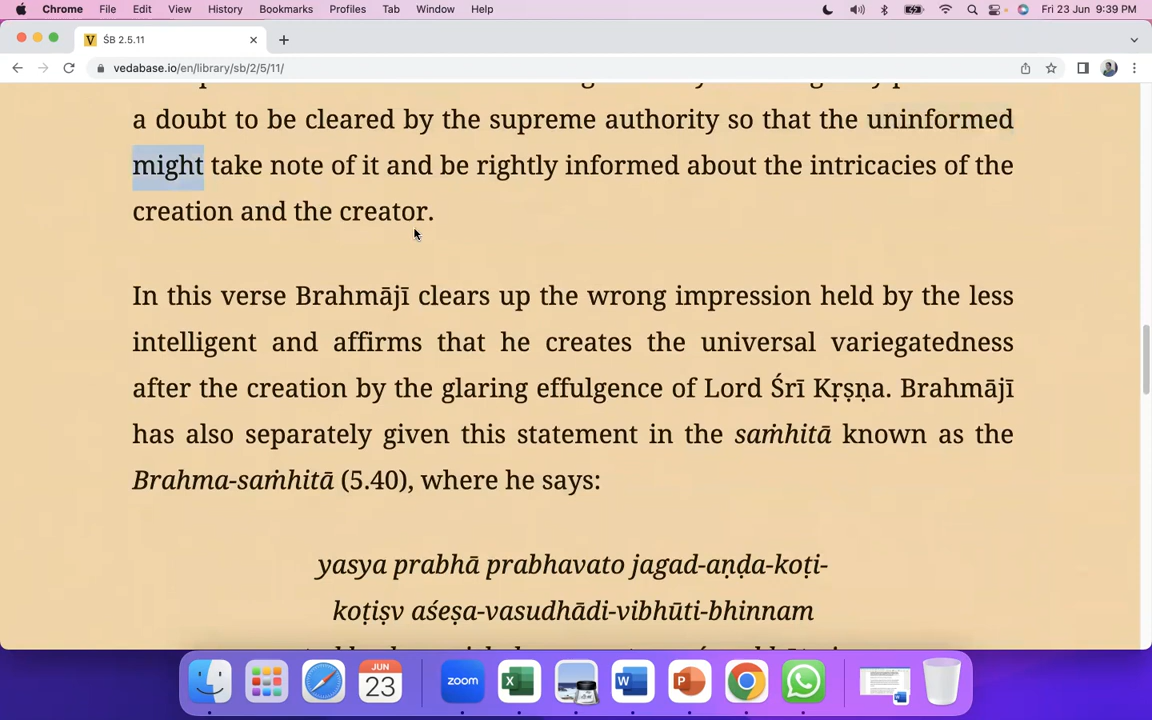 Chrome File Edit View History Bookmarks Profiles Tab Window Help Fri 23 Jun 9:39 PM
V ŚB 2.5.11
vedabase.io/en/library/sb/2/5/11/
a doubt to be cleared by the supreme authority so that the uninformed
might take note of it and be rightly informed about the intricacies of the
creation and the creator.
In this verse Brahmājī clears up the wrong impression held by the less
intelligent and affirms that he creates the universal variegatedness
after the creation by the glaring effulgence of Lord Śrī Kṛṣṇa. Brahmājī
has also separately given this statement in the saṁhitā known as the
Brahma-saṁhitā (5.40), where he says:
yasya prabhā prabhavato jagad-aṇḍa-koṭi-
koṭiṣv aśeṣa-vasudhādi-vibhūti-bhinnam
JUN
23
zoom
X
W
P